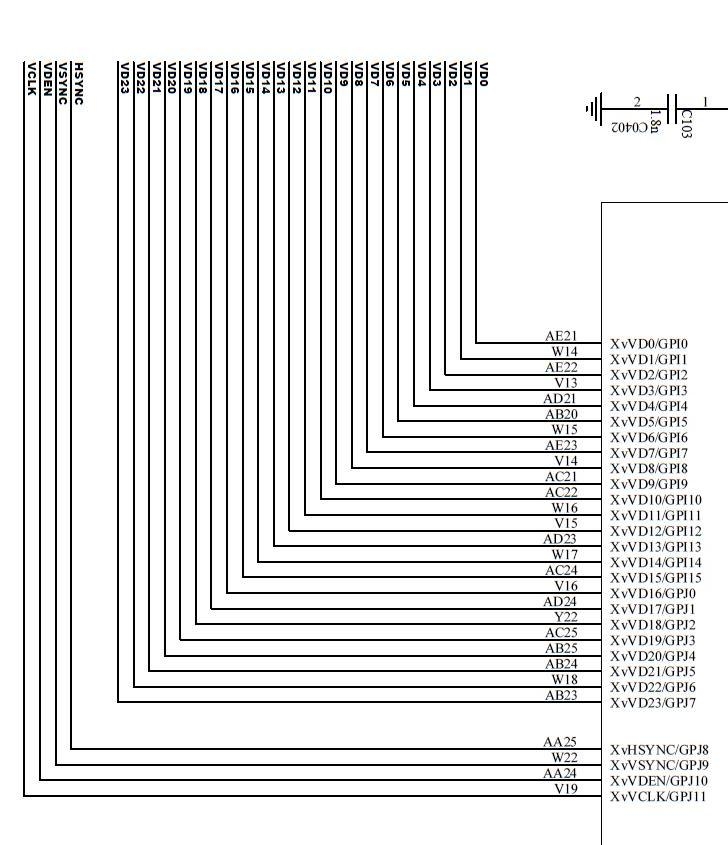 VCLK
VDEN
VSYNC
HSYNC
VD23
VD22
VD21
VD20
VD19
VD18
VD17
VD16
VD15
VD14
VD13
VD12
VD11
VD10
VD9
VD8
VD7
VD6
VD5
VD4
VD3
VD2
VD1
VD0
2 1
1.8n
C103
C0402
AE21 XvVD0/GPI0
W14 XvVD1/GPI1
AE22 XvVD2/GPI2
V13 XvVD3/GPI3
AD21 XvVD4/GPI4
AB20 XvVD5/GPI5
W15 XvVD6/GPI6
AE23 XvVD7/GPI7
V14 XvVD8/GPI8
AC21 XvVD9/GPI9
AC22 XvVD10/GPI10
W16 XvVD11/GPI11
V15 XvVD12/GPI12
AD23 XvVD13/GPI13
W17 XvVD14/GPI14
AC24 XvVD15/GPI15
V16 XvVD16/GPJ0
AD24 XvVD17/GPJ1
Y22 XvVD18/GPJ2
AC25 XvVD19/GPJ3
AB25 XvVD20/GPJ4
AB24 XvVD21/GPJ5
W18 XvVD22/GPJ6
AB23 XvVD23/GPJ7
AA25 XvHSYNC/GPJ8
W22 XvVSYNC/GPJ9
AA24 XvVDEN/GPJ10
V19 XvVCLK/GPJ11